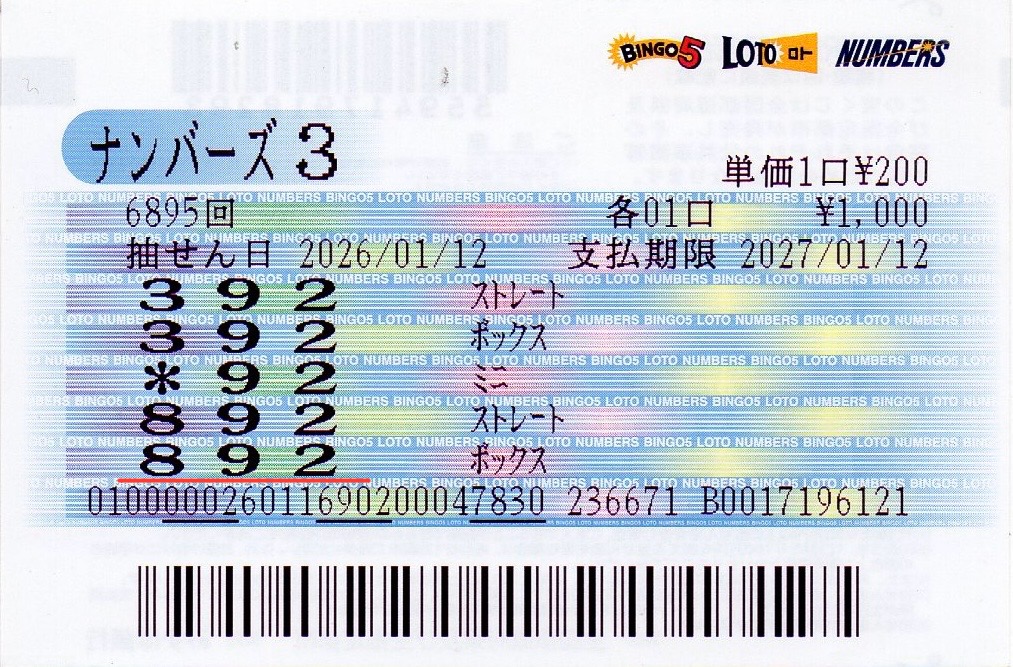 BINGO5 LOTO ロト NUMBERS
ナンバーズ3
単価1口¥200
6895回 各01口 ¥1,000
抽せん日 2026/01/12 支払期限 2027/01/12
392 ストレート
392 ボックス
*92 ミニ
892 ストレート
892 ボックス
010000026011690200047830 236671 B0017196121